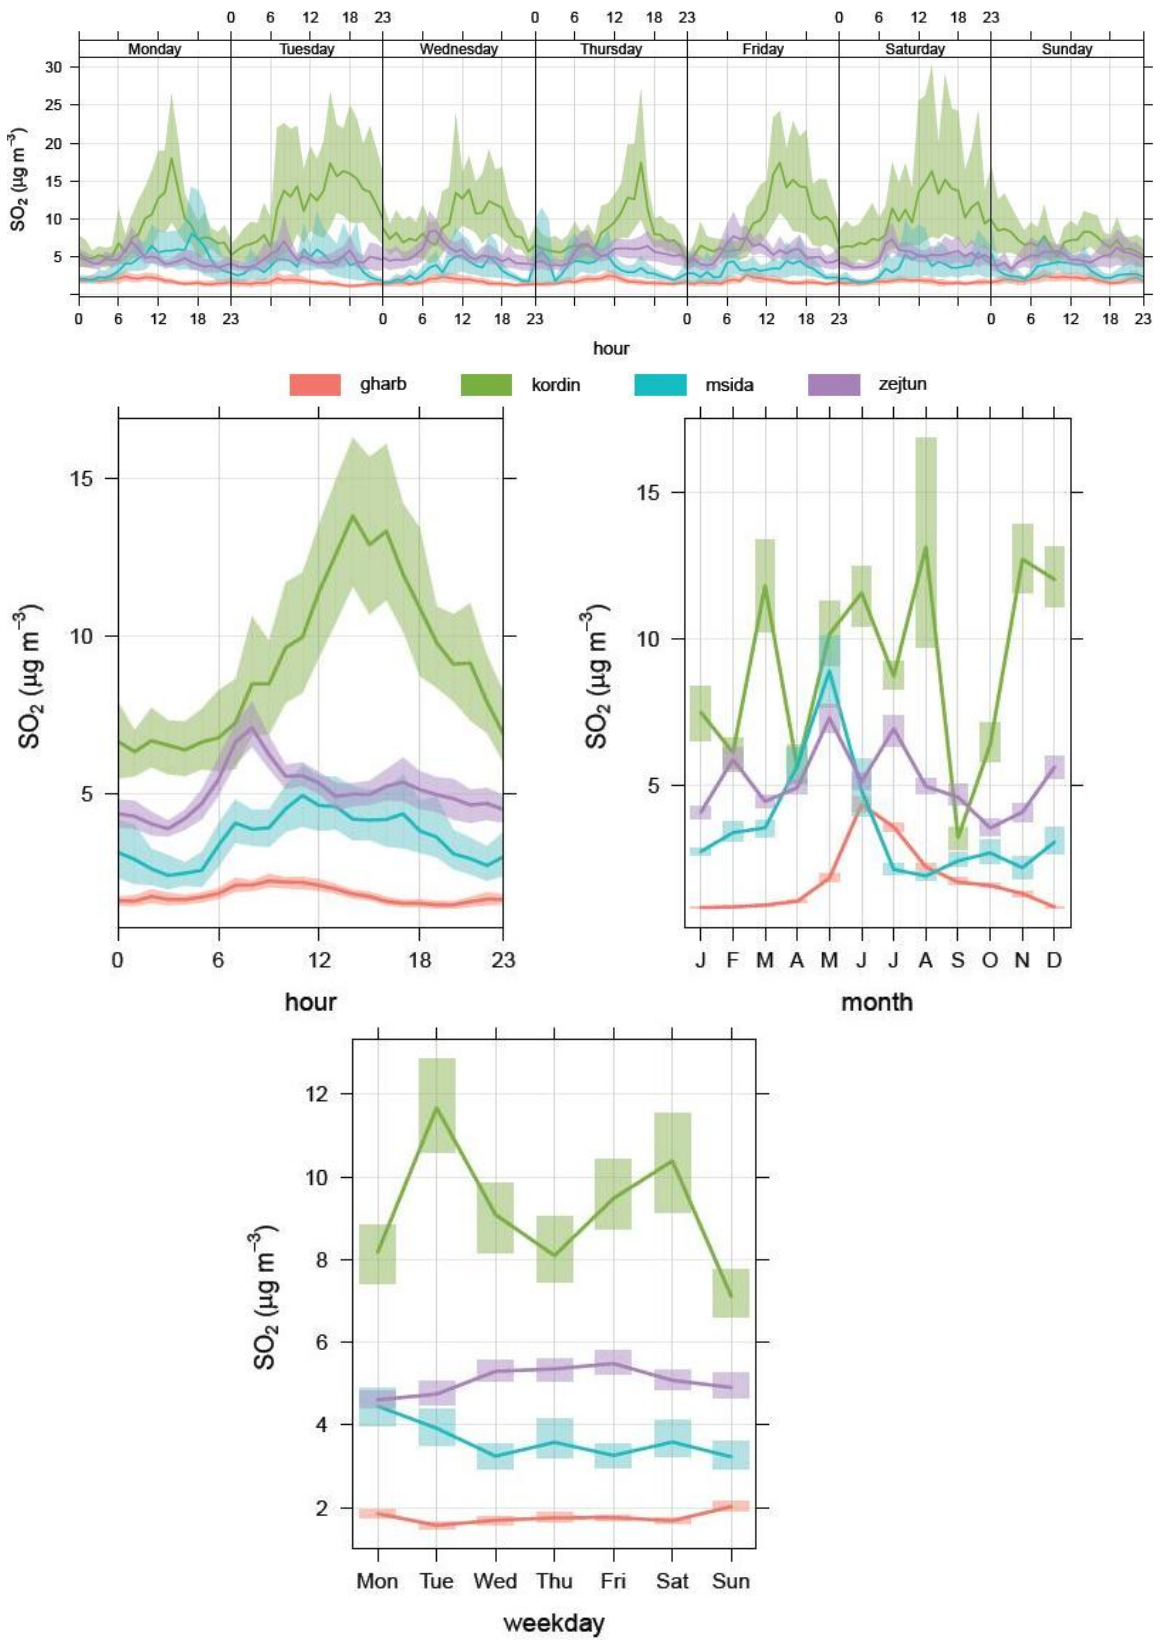 0 6 12 18 23 0 6 12 18 23 0 6 12 18 23
Monday Tuesday Wednesday Thursday Friday Saturday Sunday
30
25
20
15
10
5
SO₂ (μg m⁻³)
0 6 12 18 23 0 6 12 18 23 0 6 12 18 23 0 6 12 18 23
hour
gharb kordin msida zejtun
15
10
5
SO₂ (μg m⁻³)
0 6 12 18 23
hour
15
10
5
SO₂ (μg m⁻³)
J F M A M J J A S O N D
month
12
10
8
6
4
2
SO₂ (μg m⁻³)
Mon Tue Wed Thu Fri Sat Sun
weekday